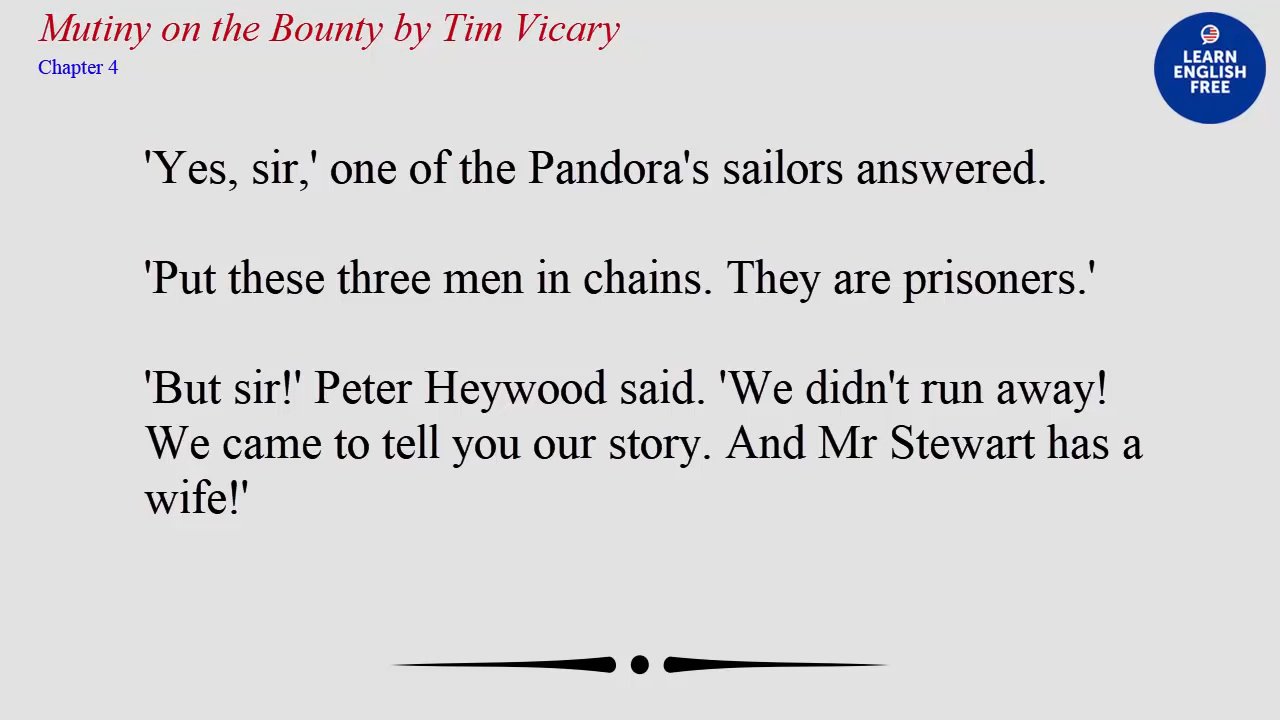 Mutiny on the Bounty by Tim Vicary
Chapter 4
LEARN
ENGLISH
FREE
'Yes, sir,' one of the Pandora's sailors answered.
'Put these three men in chains. They are prisoners.'
'But sir!' Peter Heywood said. 'We didn't run away!
We came to tell you our story. And Mr Stewart has a
wife!'